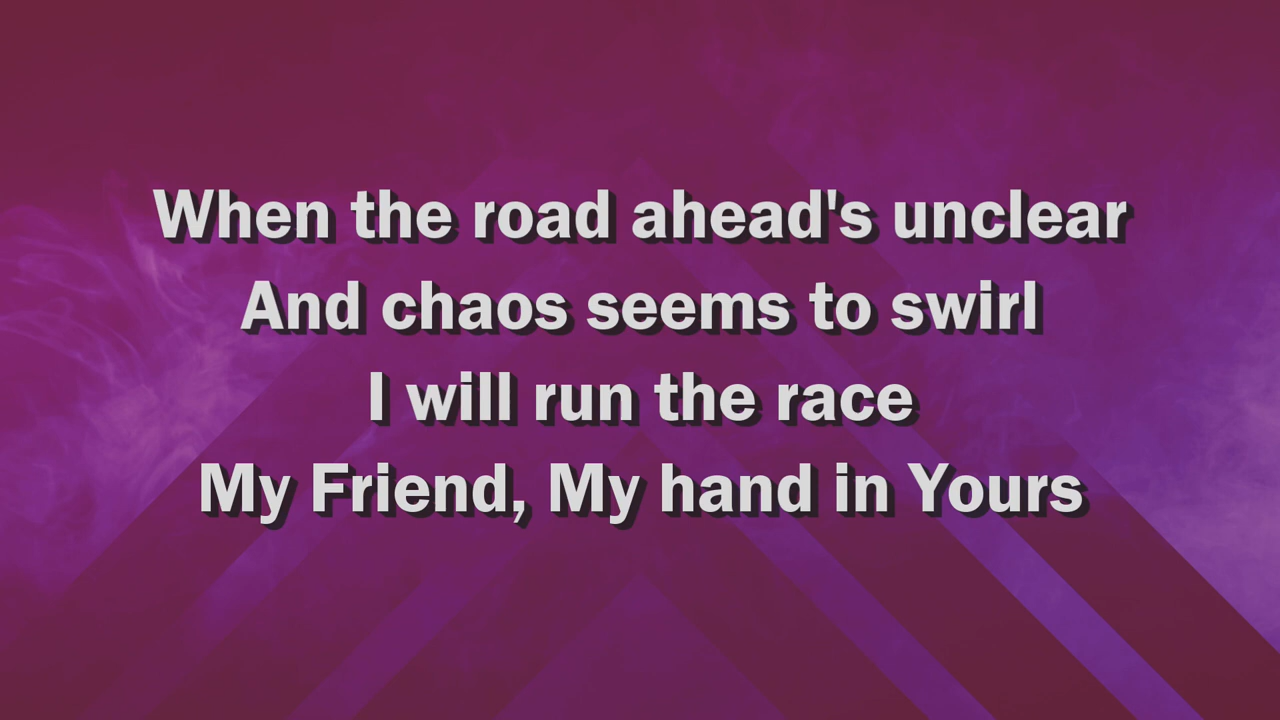 When the road ahead's unclear
And chaos seems to swirl
I will run the race
My Friend, My hand in Yours